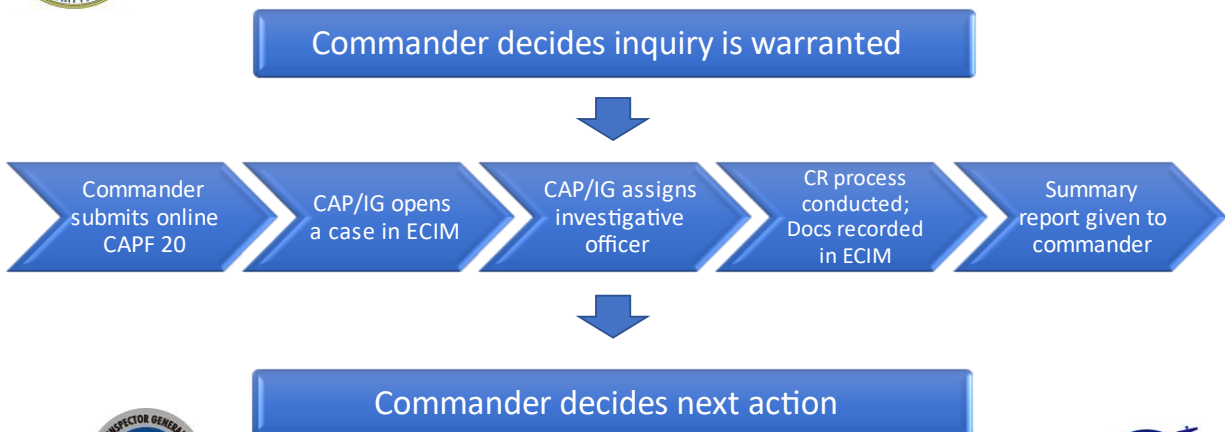 Commander decides inquiry is warranted
Commander
submits online
CAPF 20
CAP/IG opens
a case in ECIM
CAP/IG assigns
investigative
officer
CR process
conducted;
Docs recorded
in ECIM
Summary
report given to
commander
Commander decides next action
INSPECTOR GENERAL